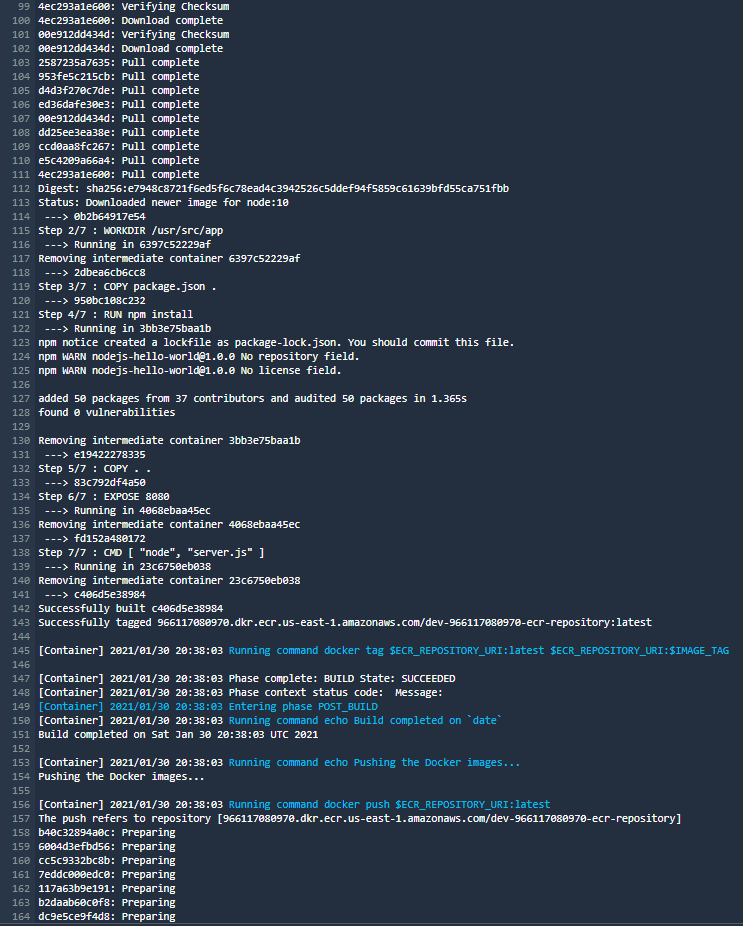 99 4ec293a1e600: Verifying Checksum
100 4ec293a1e600: Download complete
101 00e912dd434d: Verifying Checksum
102 00e912dd434d: Download complete
103 2587235a7635: Pull complete
104 953fe5c215cb: Pull complete
105 d4d3f270c7de: Pull complete
106 ed36dafe30e3: Pull complete
107 00e912dd434d: Pull complete
108 dd25ee3ea38e: Pull complete
109 ccd0aa8fc267: Pull complete
110 e5c4209a66a4: Pull complete
111 4ec293a1e600: Pull complete
112 Digest: sha256:e7948c8721f6ed5f6c78ead4c3942526c5ddef94f5859c61639bfd55ca751fbb
113 Status: Downloaded newer image for node:10
114 ---> 0b2b64917e54
115 Step 2/7 : WORKDIR /usr/src/app
116 ---> Running in 6397c52229af
117 Removing intermediate container 6397c52229af
118 ---> 2dbea6cb6cc8
119 Step 3/7 : COPY package.json .
120 ---> 950bc108c232
121 Step 4/7 : RUN npm install
122 ---> Running in 3bb3e75baa1b
123 npm notice created a lockfile as package-lock.json. You should commit this file.
124 npm WARN nodejs-hello-world@1.0.0 No repository field.
125 npm WARN nodejs-hello-world@1.0.0 No license field.
126
127 added 50 packages from 37 contributors and audited 50 packages in 1.365s
128 found 0 vulnerabilities
129
130 Removing intermediate container 3bb3e75baa1b
131 ---> e19422278335
132 Step 5/7 : COPY . .
133 ---> 83c792df4a50
134 Step 6/7 : EXPOSE 8080
135 ---> Running in 4068ebaa45ec
136 Removing intermediate container 4068ebaa45ec
137 ---> fd152a480172
138 Step 7/7 : CMD [ "node", "server.js" ]
139 ---> Running in 23c6750eb038
140 Removing intermediate container 23c6750eb038
141 ---> c406d5e38984
142 Successfully built c406d5e38984
143 Successfully tagged 966117080970.dkr.ecr.us-east-1.amazonaws.com/dev-966117080970-ecr-repository:latest
144
145 [Container] 2021/01/30 20:38:03 Running command docker tag $ECR_REPOSITORY_URI:latest $ECR_REPOSITORY_URI:$IMAGE_TAG
146
147 [Container] 2021/01/30 20:38:03 Phase complete: BUILD State: SUCCEEDED
148 [Container] 2021/01/30 20:38:03 Phase context status code:  Message:
149 [Container] 2021/01/30 20:38:03 Entering phase POST_BUILD
150 [Container] 2021/01/30 20:38:03 Running command echo Build completed on `date`
151 Build completed on Sat Jan 30 20:38:03 UTC 2021
152
153 [Container] 2021/01/30 20:38:03 Running command echo Pushing the Docker images...
154 Pushing the Docker images...
155
156 [Container] 2021/01/30 20:38:03 Running command docker push $ECR_REPOSITORY_URI:latest
157 The push refers to repository [966117080970.dkr.ecr.us-east-1.amazonaws.com/dev-966117080970-ecr-repository]
158 b40c32894a0c: Preparing
159 6004d3efbd56: Preparing
160 cc5c9332bc8b: Preparing
161 7eddc000edc0: Preparing
162 117a63b9e191: Preparing
163 b2daab60c0f8: Preparing
164 dc9e5ce9f4d8: Preparing